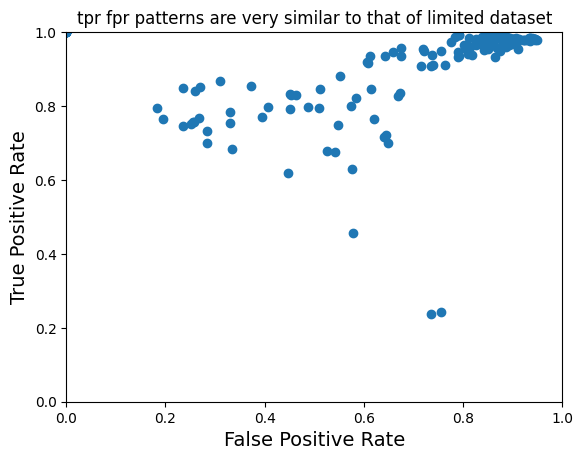 tpr fpr patterns are very similar to that of limited dataset
1.0
0.8
0.6
0.4
0.2
0.0
True Positive Rate
0.0 0.2 0.4 0.6 0.8 1.0
False Positive Rate